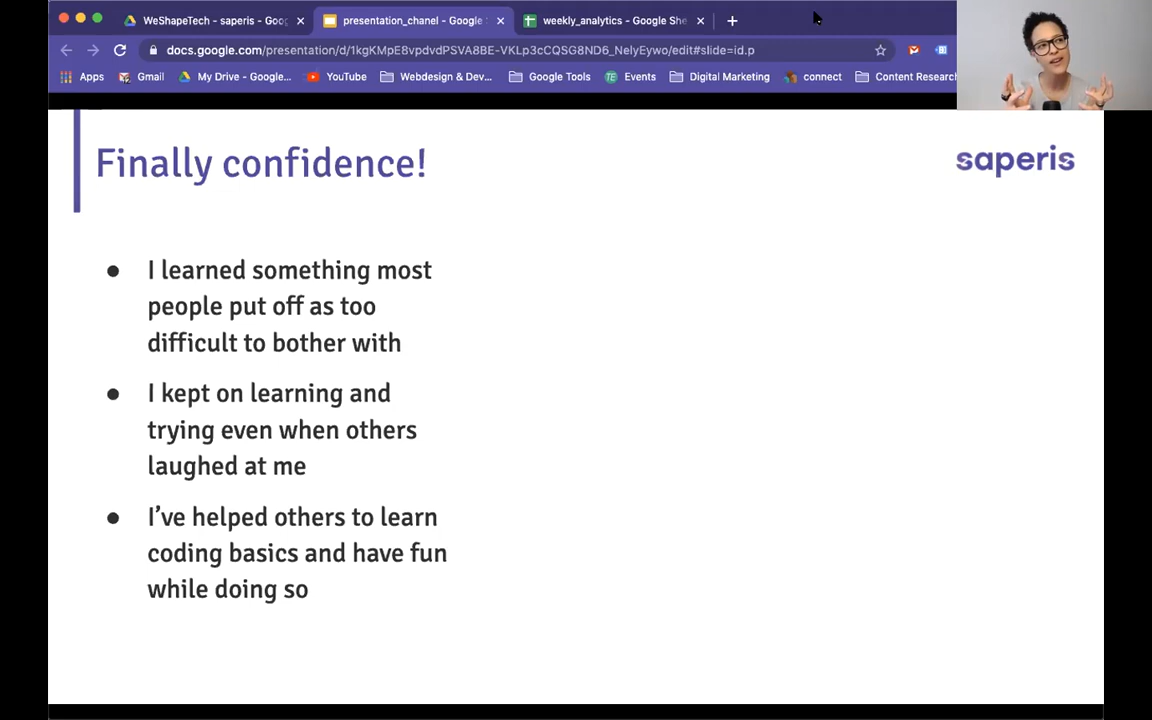 WeShapeTech - saperis - Goog
presentation_chanel - Google S
weekly_analytics - Google She
docs.google.com/presentation/d/1kgKMpE8vpdvdPSVA8BE-VKLp3cCQSG8ND6_NelyEywo/edit#slide=id.p
Apps Gmail My Drive - Google... YouTube Webdesign & Dev... Google Tools TE Events Digital Marketing connect Content Research
Finally confidence!
saperis
● I learned something most
people put off as too
difficult to bother with
● I kept on learning and
trying even when others
laughed at me
● I've helped others to learn
coding basics and have fun
while doing so